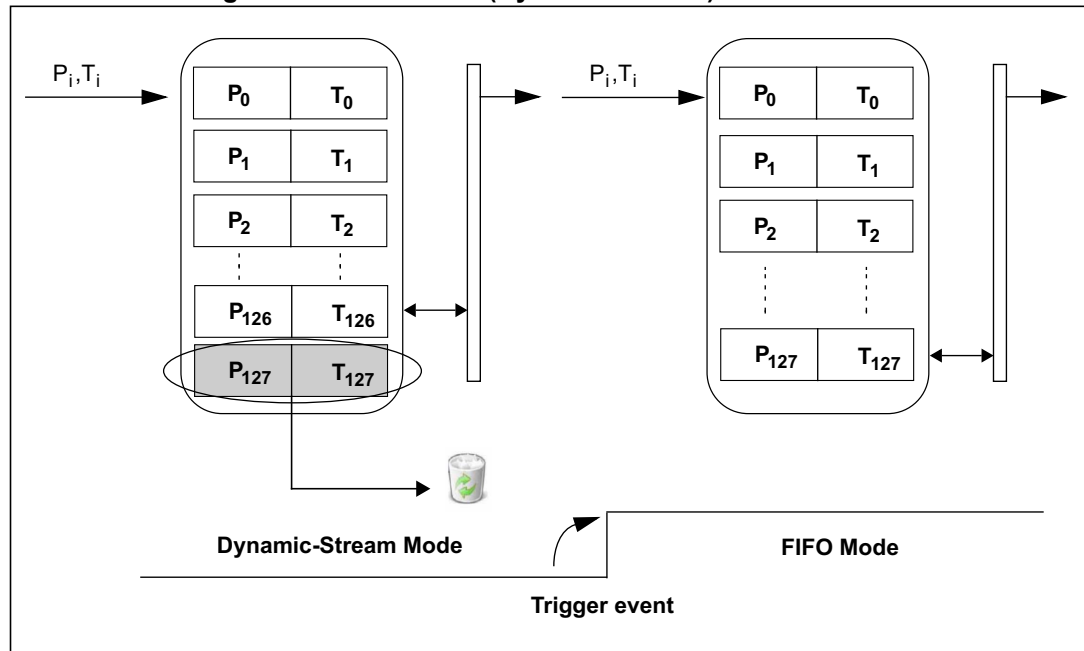 P_i,T_i
P_0 T_0
P_1 T_1
P_2 T_2
P_126 T_126
P_127 T_127
P_i,T_i
P_0 T_0
P_1 T_1
P_2 T_2
P_127 T_127
Dynamic-Stream Mode
FIFO Mode
Trigger event